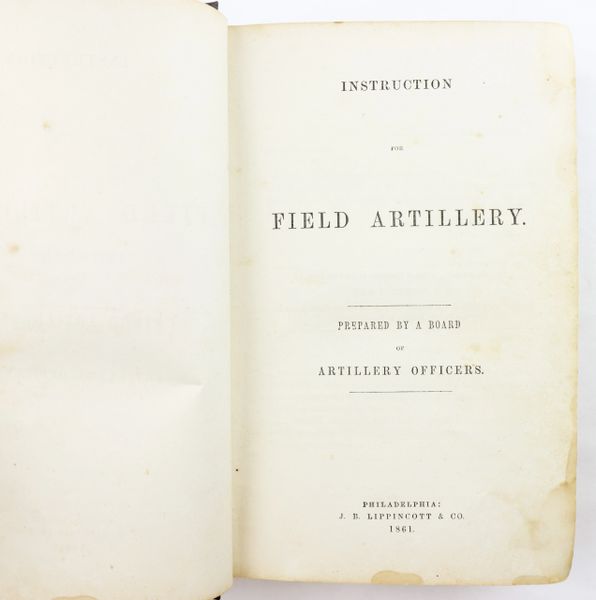 INSTRUCTION
FOR
FIELD ARTILLERY.
PREPARED BY A BOARD
OF
ARTILLERY OFFICERS.
PHILADELPHIA:
J. B. LIPPINCOTT & CO.
1861.